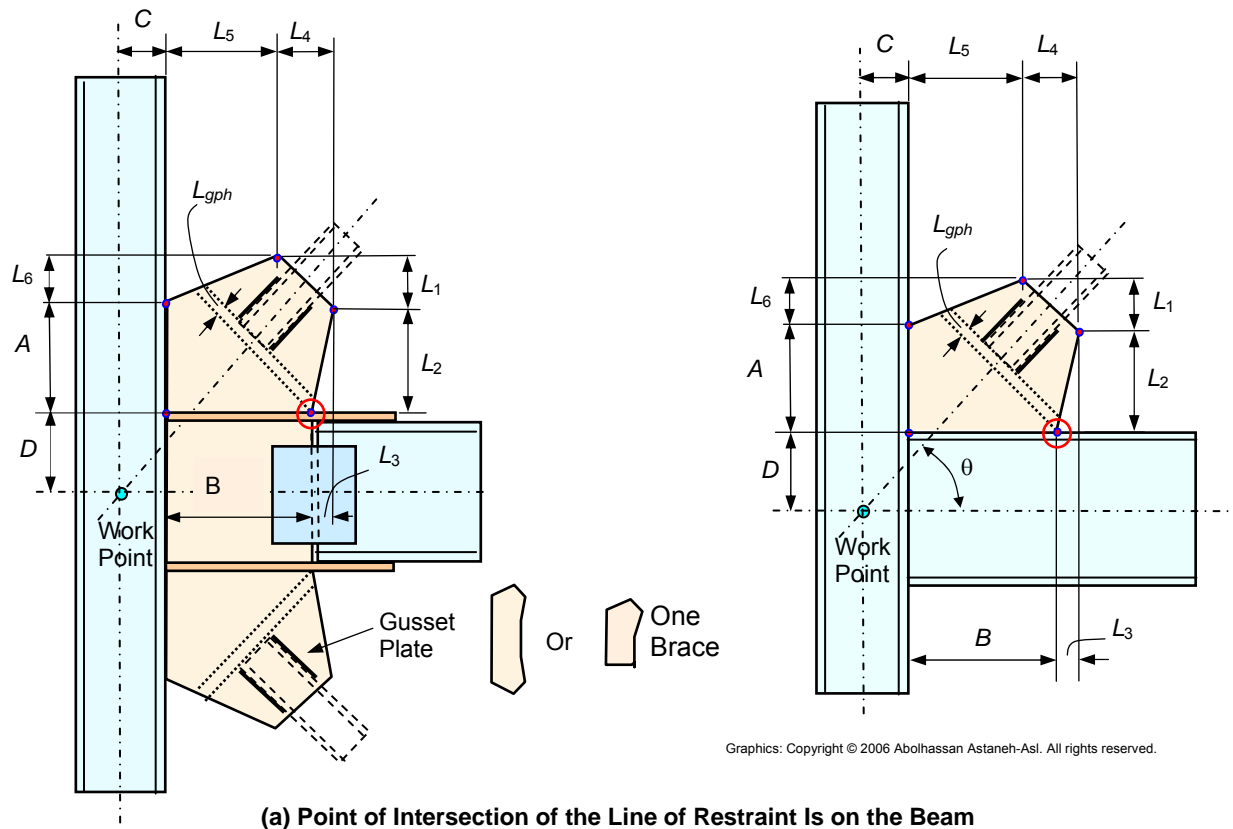 C
L5
L4
Lgph
L6
L1
A
L2
D
B
L3
Work
Point
Gusset
Plate
Or
One
Brace
C
L5
L4
Lgph
L6
L1
A
L2
D
θ
Work
Point
B
L3
Graphics: Copyright © 2006 Abolhassan Astaneh-Asl. All rights reserved.
(a) Point of Intersection of the Line of Restraint Is on the Beam